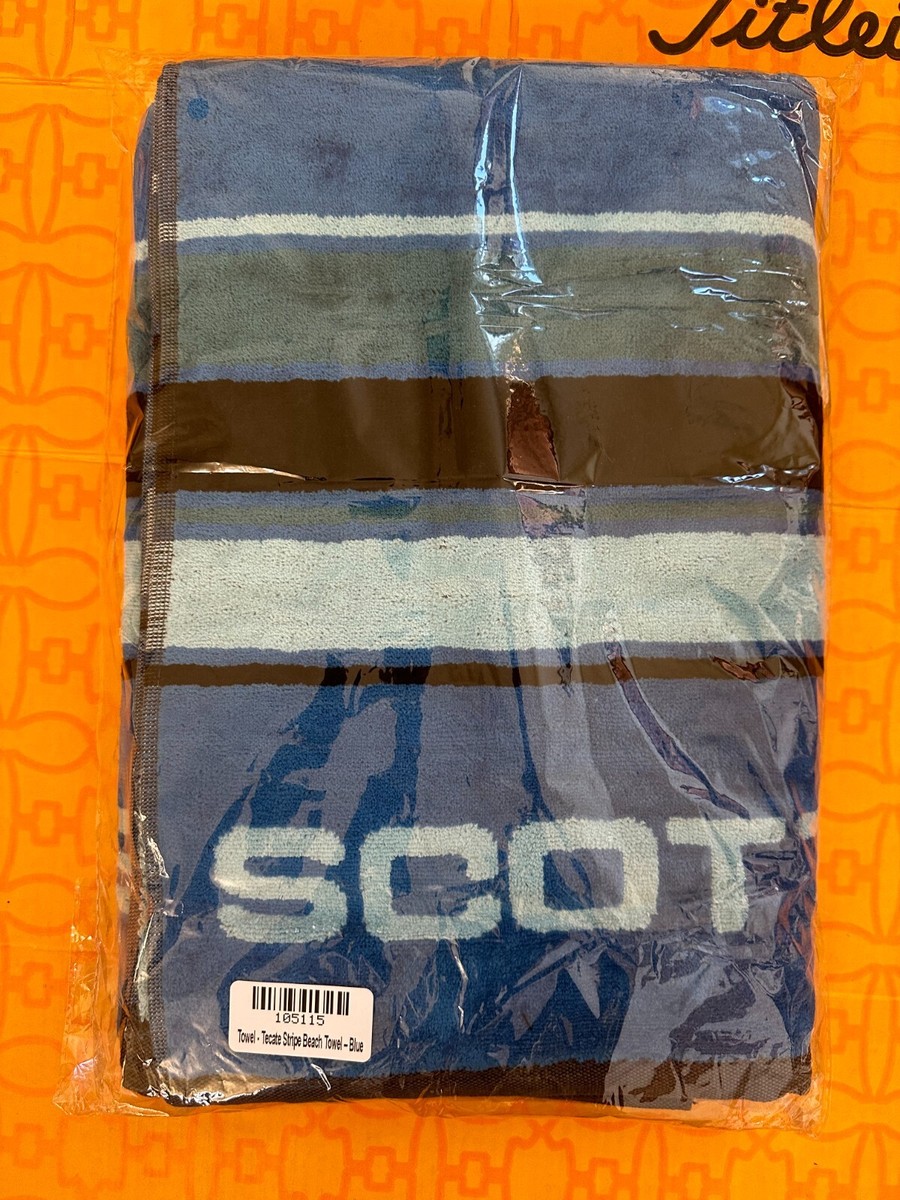 Titlei
SCOT
105115
Towel - Tecate Stripe Beach Towel – Blue